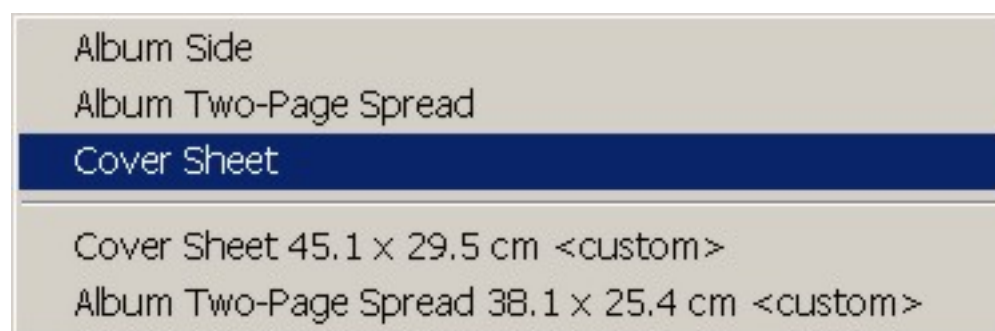 Album Side
Album Two-Page Spread
Cover Sheet
Cover Sheet 45.1 x 29.5 cm <custom>
Album Two-Page Spread 38.1 x 25.4 cm <custom>